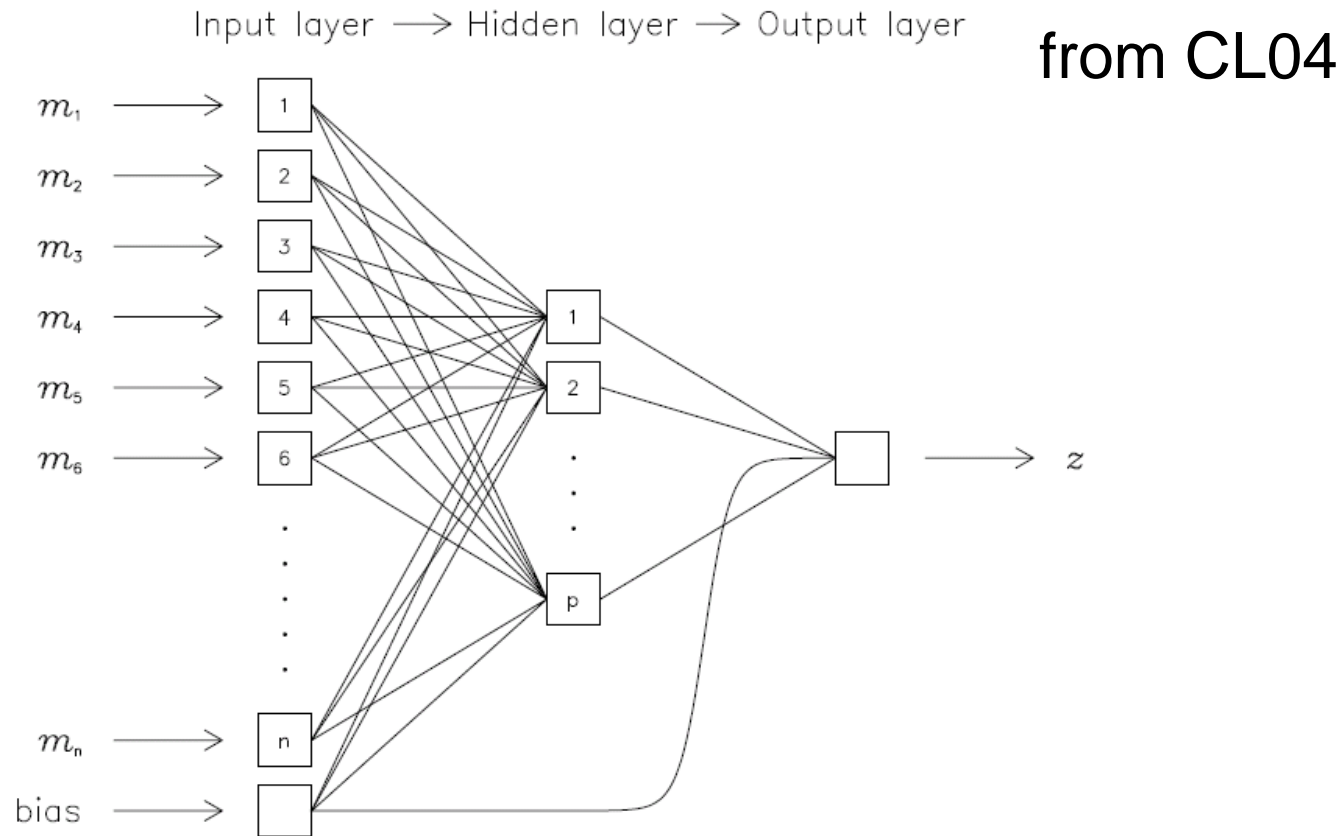 Input layer → Hidden layer → Output layer
from CL04
m₁ 1
m₂ 2
m₃ 3
m₄ 4 1
m₅ 5 2
m₆ 6 z
p
mₙ n
bias